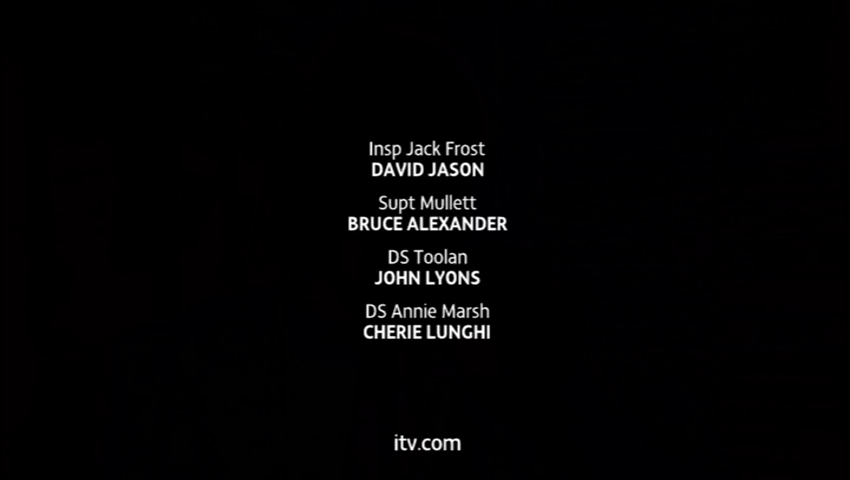 Insp Jack Frost
DAVID JASON
Supt Mullett
BRUCE ALEXANDER
DS Toolan
JOHN LYONS
DS Annie Marsh
CHERIE LUNGHI
itv.com